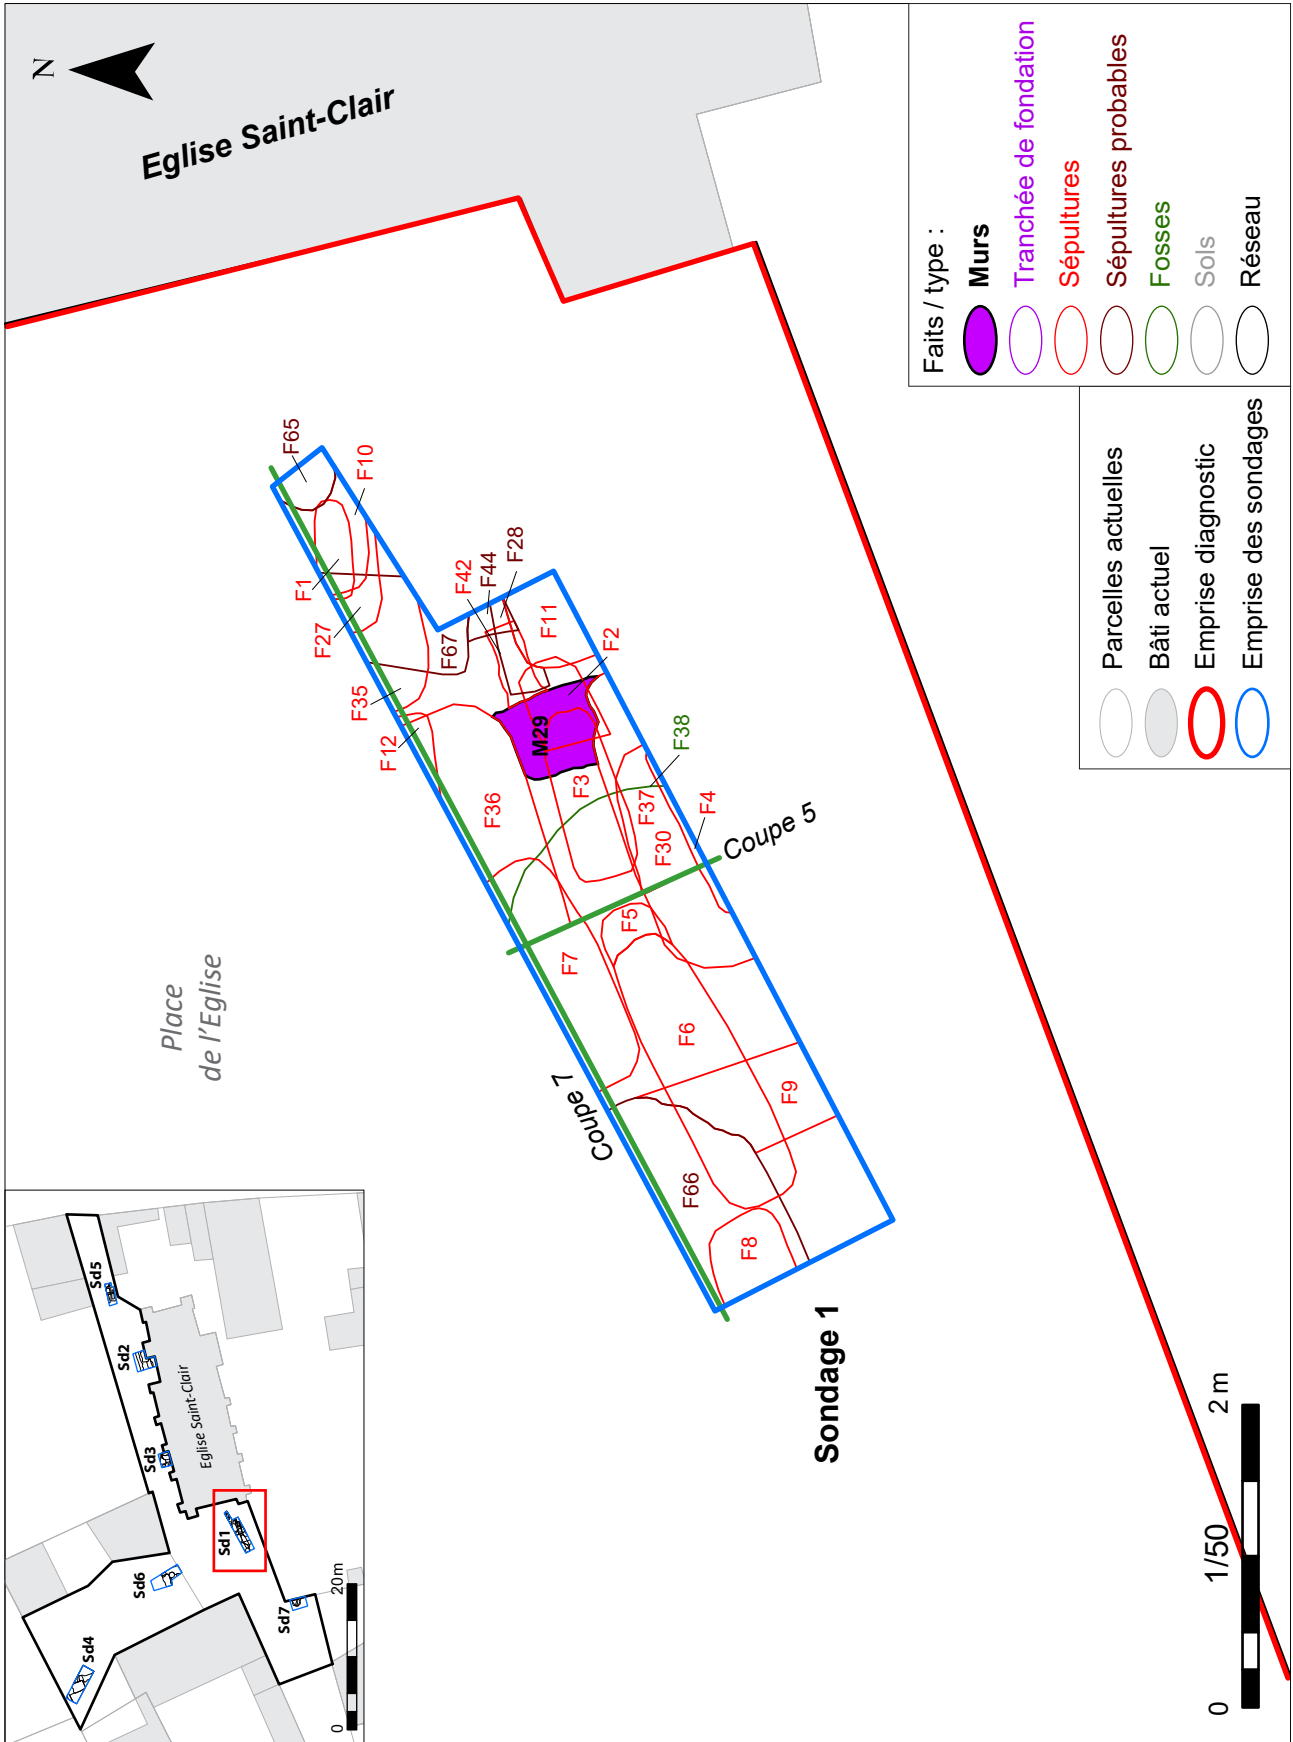 Sd4
Sd6
Sd7
Sd1
Sd3
Sd2
Sd5
Eglise Saint-Clair
0
20m
Place
de l'Eglise
N
Eglise Saint-Clair
F65
F10
F1
F27
F35
F12
F67
F42
F44
F28
F11
F2
M29
F36
F3
F38
F37
F4
F30
Coupe 5
F5
F7
F6
F9
Coupe 7
F66
F8
Sondage 1
0
1/50
2 m
Parcelles actuelles
Bâti actuel
Emprise diagnostic
Emprise des sondages
Faits / type :
Murs
Tranchée de fondation
Sépultures
Sépultures probables
Fosses
Sols
Réseau